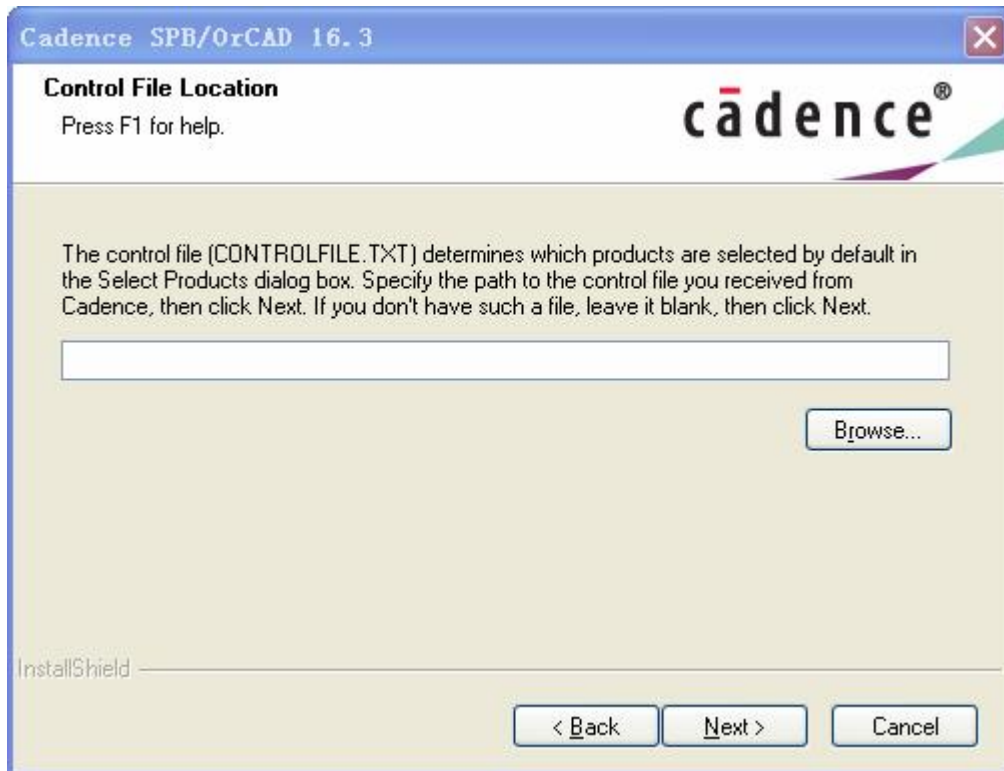 Cadence SPB/OrCAD 16.3
Control File Location
Press F1 for help.
cādence®
The control file (CONTROLFILE.TXT) determines which products are selected by default in
the Select Products dialog box. Specify the path to the control file you received from
Cadence, then click Next. If you don't have such a file, leave it blank, then click Next.
Browse...
InstallShield
< Back Next > Cancel